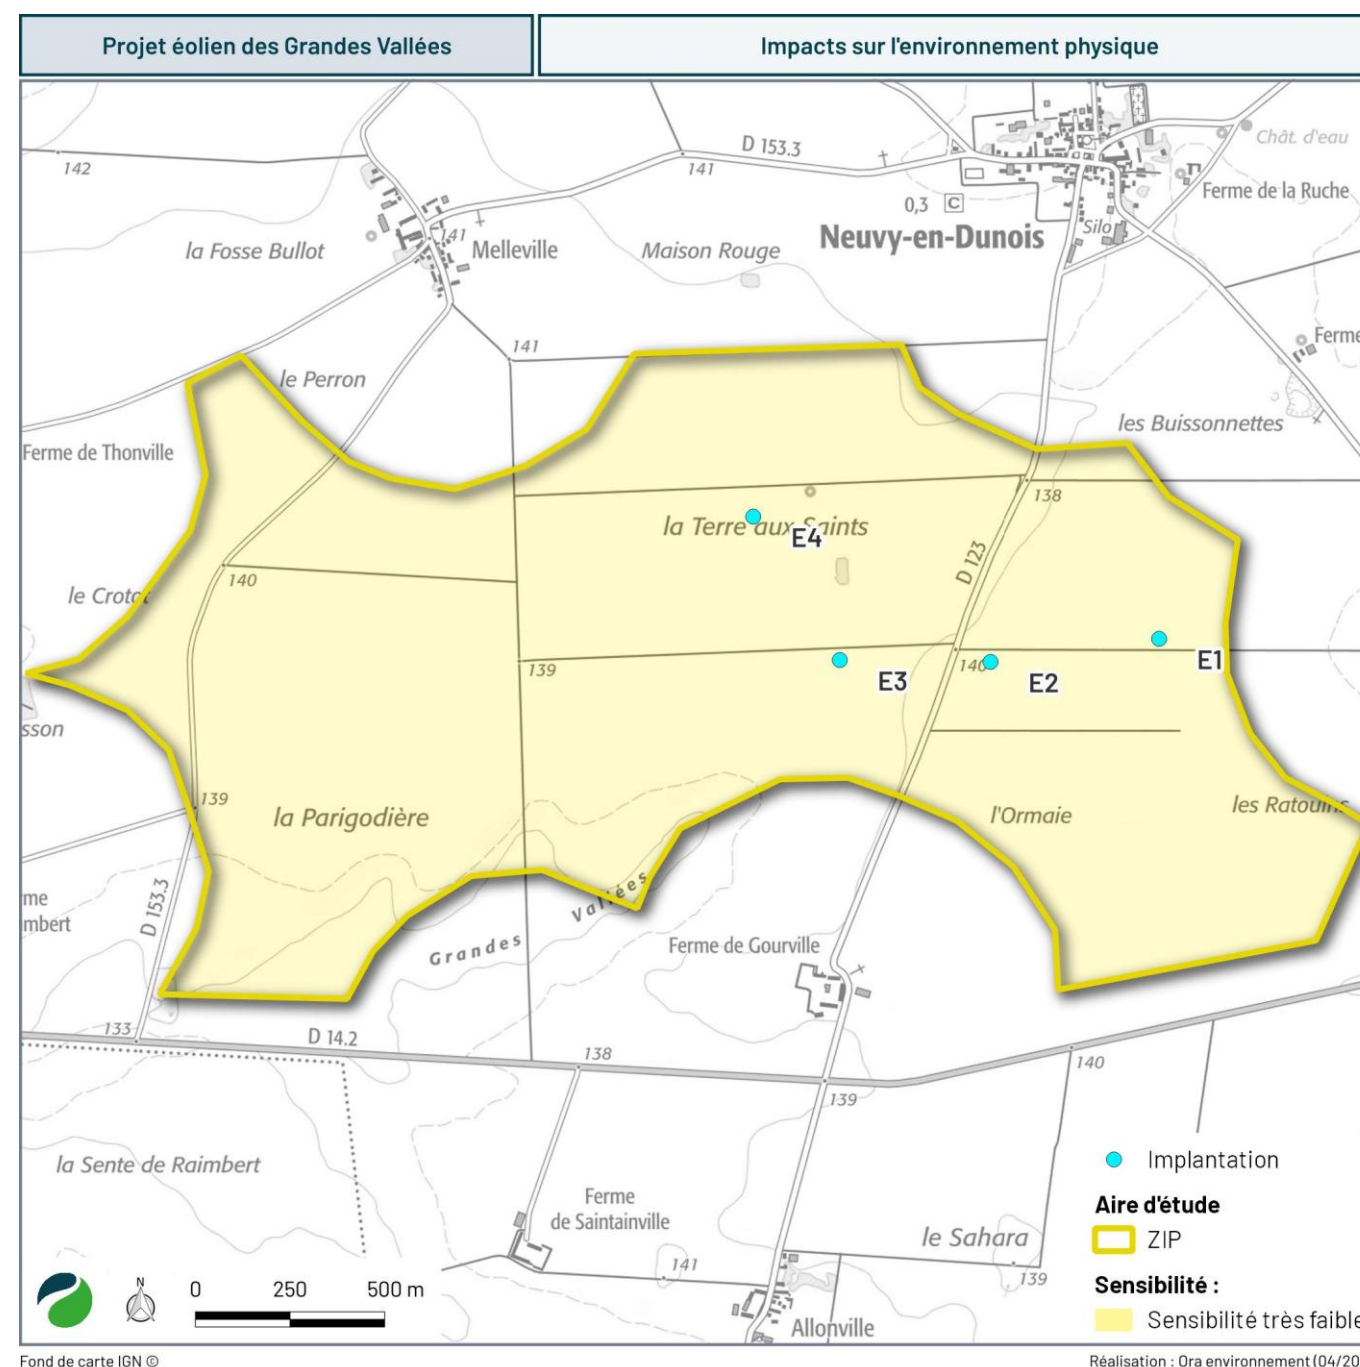 Projet éolien des Grandes Vallées
Impacts sur l'environnement physique
142
D 153.3
141
Chât. d'eau
Ferme de la Ruche
0,3 C
Neuvy-en-Dunois
Silo
la Fosse Bullot
141
Melleville
Maison Rouge
141
Ferme
le Perron
les Buissonnettes
Ferme de Thonville
138
la Terre aux Saints
E4
D 123
140
le Crotot
139
E3
140
E2
E1
sson
139
la Parigodière
l'Ormaie
les Ratouins
me
mbert
D 153.3
Grandes Vallées
Ferme de Gourville
133
D 14.2
138
139
140
la Sente de Raimbert
Ferme
de Saintainville
le Sahara
141
139
Allonville
Implantation
Aire d'étude
ZIP
Sensibilité :
Sensibilité très faible
N
0 250 500 m
Fond de carte IGN ©
Réalisation : Ora environnement (04/20